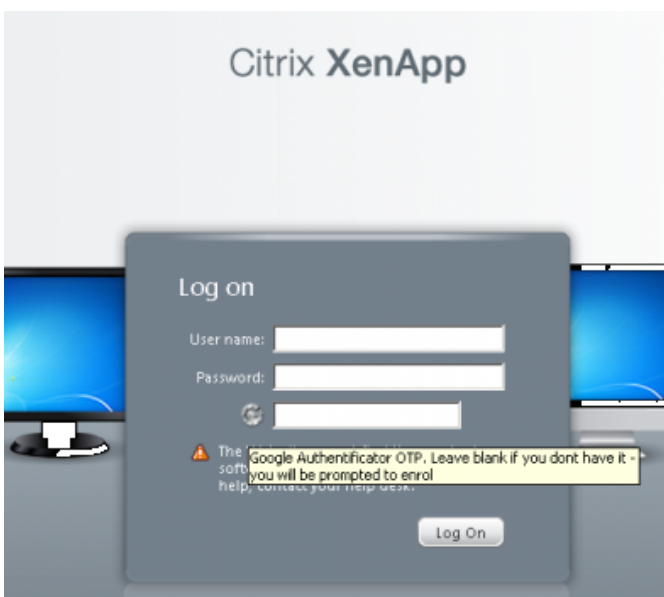 Citrix XenApp
Log on
User name:
Password:
The
Google Authentificator OTP. Leave blank if you dont have it -
you will be prompted to enrol
soft
help, contact your help desk.
Log On